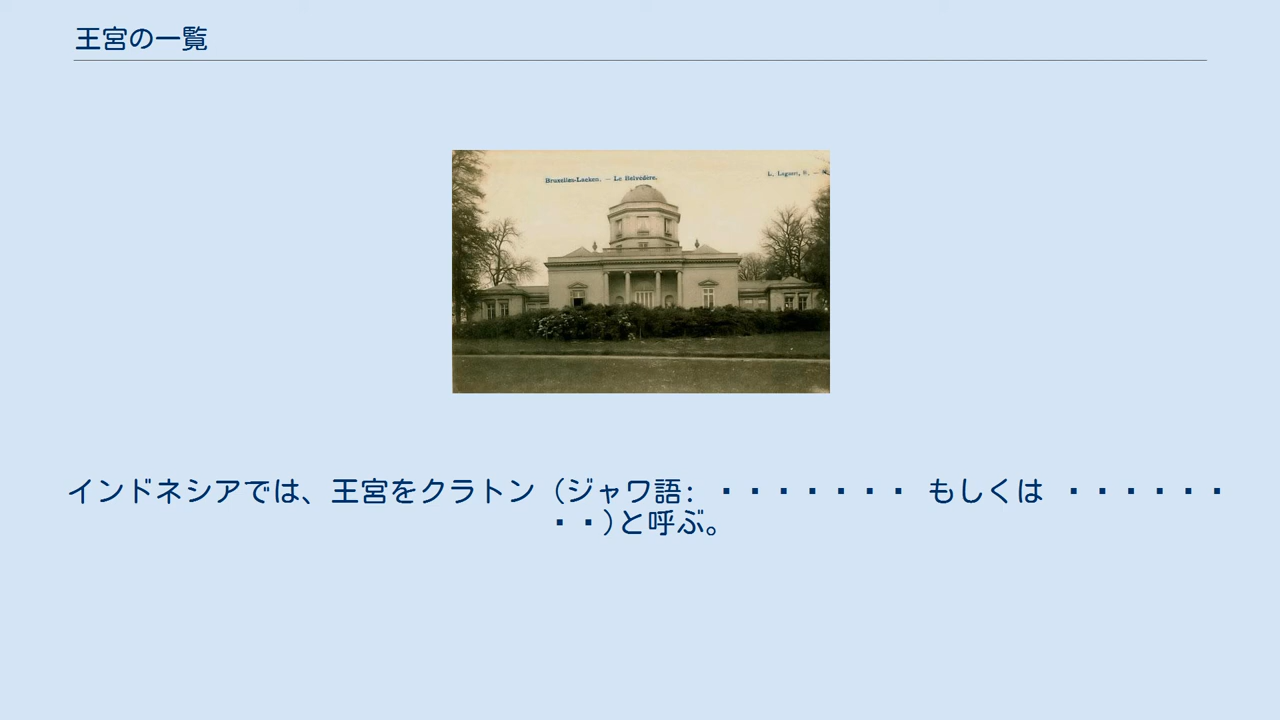 王宮の一覧
Bruxelles-Laeken. — Le Belvédère.
インドネシアでは、王宮をクラトン（ジャワ語: ・・・・・・・ もしくは ・・・・・・
・・)と呼ぶ。